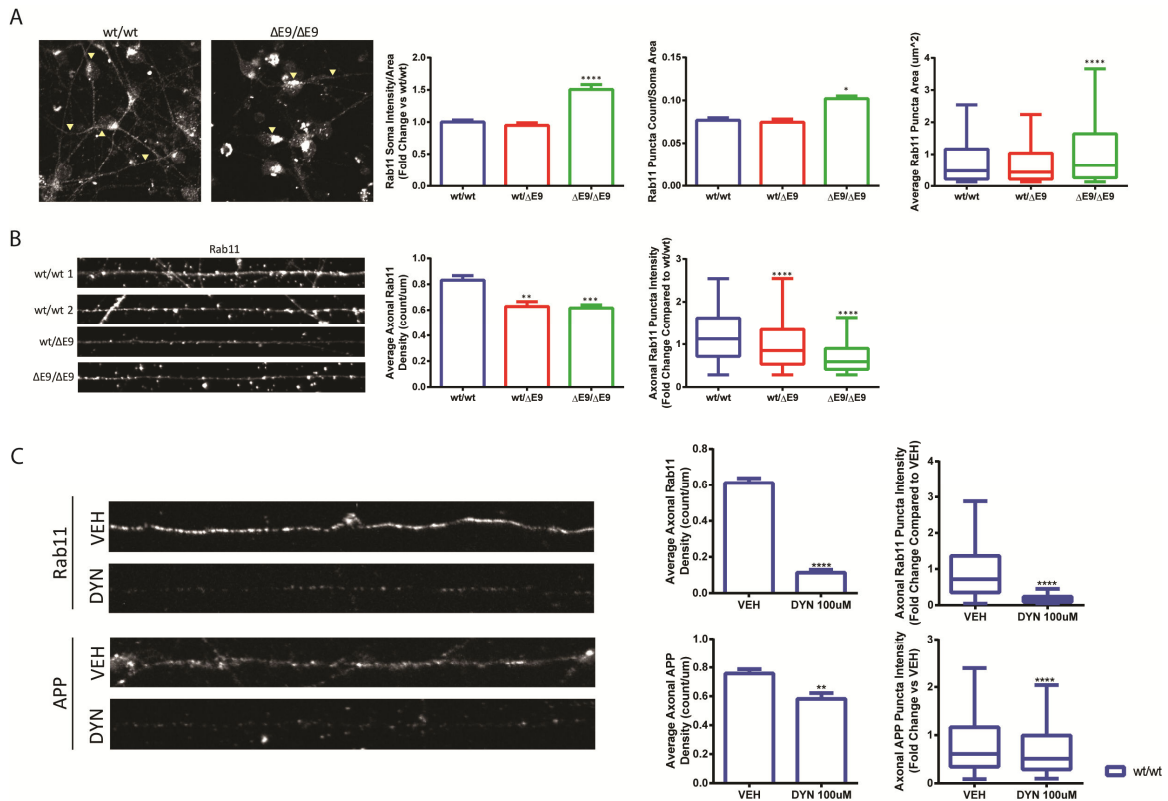 A
wt/wt
ΔE9/ΔE9
Rab11 Soma Intensity/Area
(Fold Change vs wt/wt)
2.0
1.5
1.0
0.5
0.0
****
wt/wt
wt/ΔE9
ΔE9/ΔE9
Rab11 Puncta Count/Soma Area
0.15
0.10
0.05
0.00
*
wt/wt
wt/ΔE9
ΔE9/ΔE9
Average Rab11 Puncta Area (um^2)
4
3
2
1
0
****
wt/wt
wt/ΔE9
ΔE9/ΔE9
B
Rab11
wt/wt 1
wt/wt 2
wt/ΔE9
ΔE9/ΔE9
Average Axonal Rab11
Density (count/um)
1.0
0.8
0.6
0.4
0.2
0.0
**
***
wt/wt
wt/ΔE9
ΔE9/ΔE9
Axonal Rab11 Puncta Intensity
(Fold Change Compared to wt/wt)
3
2
1
0
****
****
wt/wt
wt/ΔE9
ΔE9/ΔE9
C
Rab11
VEH
DYN
APP
VEH
DYN
Average Axonal Rab11
Density (count/um)
0.8
0.6
0.4
0.2
0.0
****
VEH
DYN 100uM
Axonal Rab11 Puncta Intensity
(Fold Change Compared to VEH)
4
3
2
1
0
****
VEH
DYN 100uM
Average Axonal APP
Density (count/um)
1.0
0.8
0.6
0.4
0.2
0.0
**
VEH
DYN 100uM
Axonal APP Puncta Intensity
(Fold Change vs VEH)
3
2
1
0
****
VEH
DYN 100uM
wt/wt